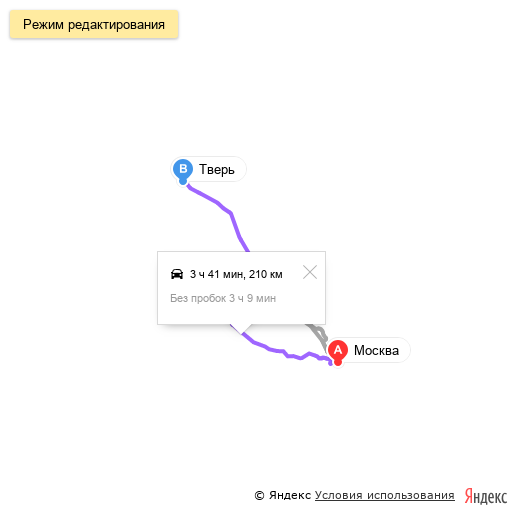 Режим редактирования
B Тверь
3 ч 41 мин, 210 км
Без пробок 3 ч 9 мин
A Москва
© Яндекс Условия использования Яндекс